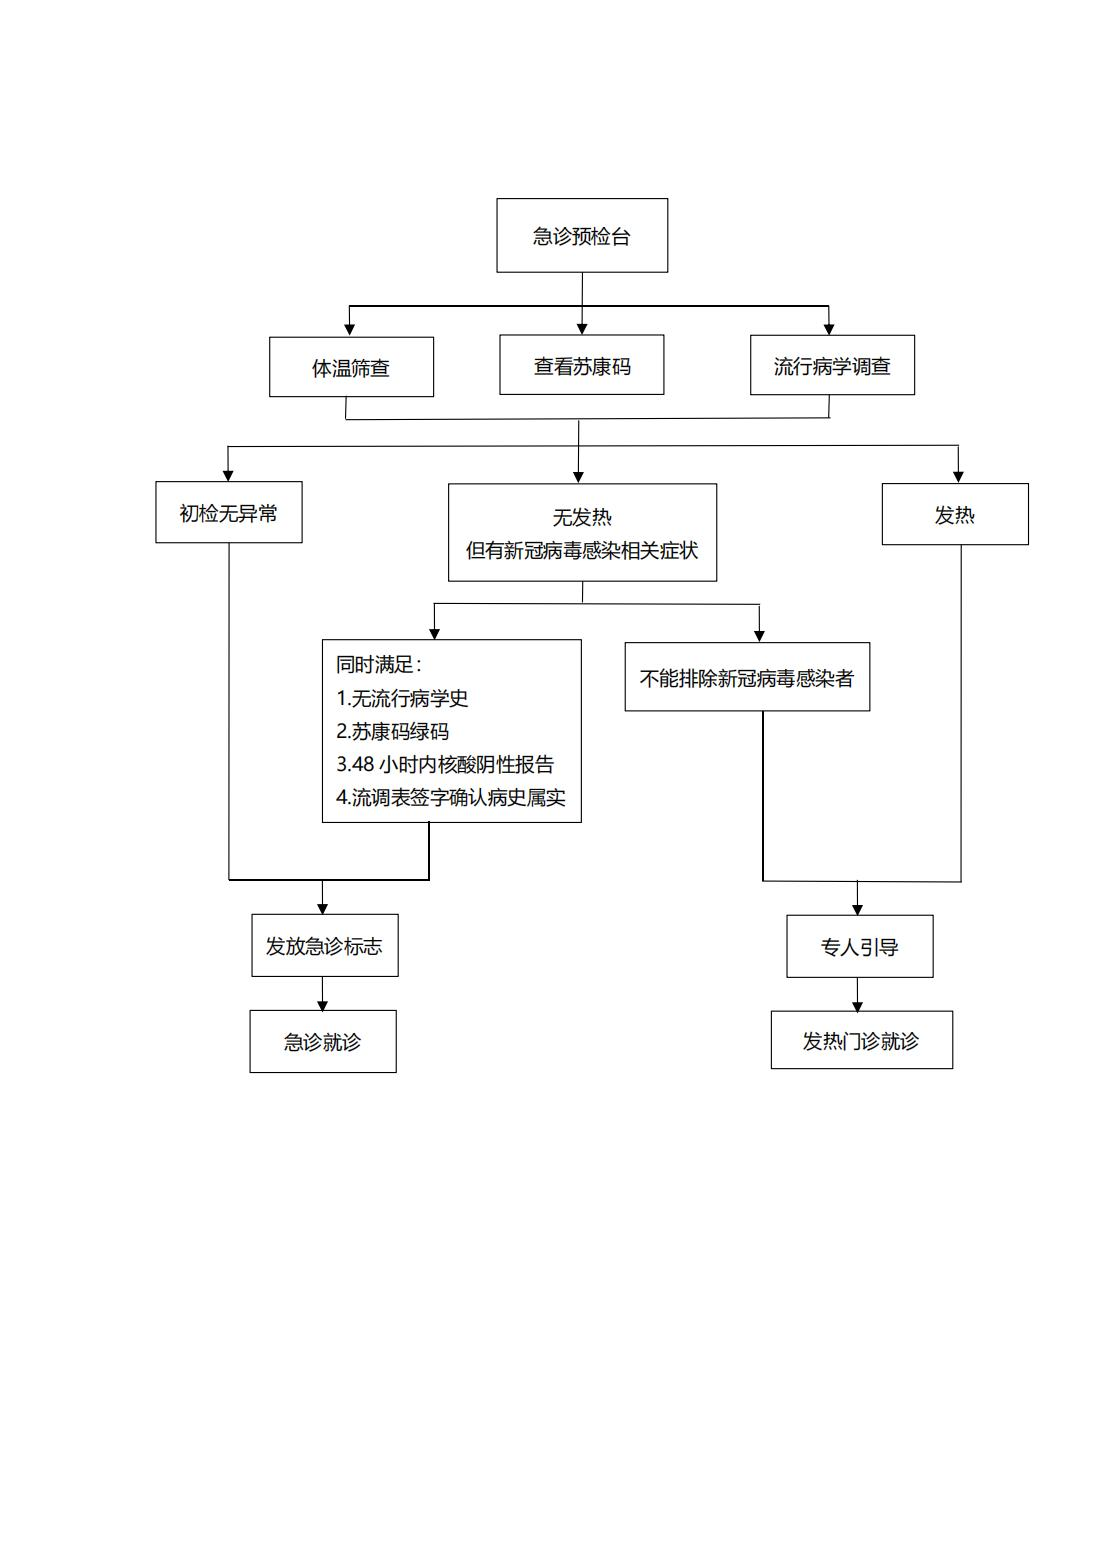 急诊预检台
体温筛查
查看苏康码
流行病学调查
初检无异常
无发热
但有新冠病毒感染相关症状
发热
同时满足：
1.无流行病学史
2.苏康码绿码
3.48 小时内核酸阴性报告
4.流调表签字确认病史属实
不能排除新冠病毒感染者
发放急诊标志
专人引导
急诊就诊
发热门诊就诊